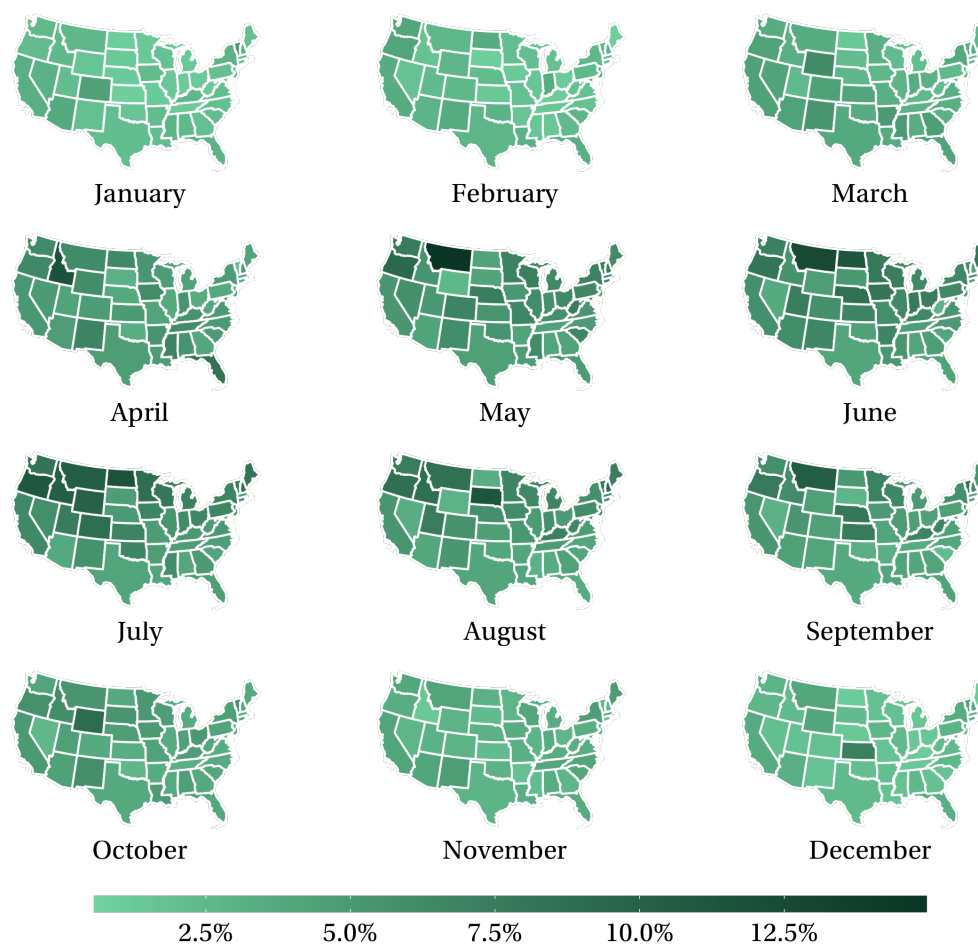 January
February
March
April
May
June
July
August
September
October
November
December
2.5%
5.0%
7.5%
10.0%
12.5%